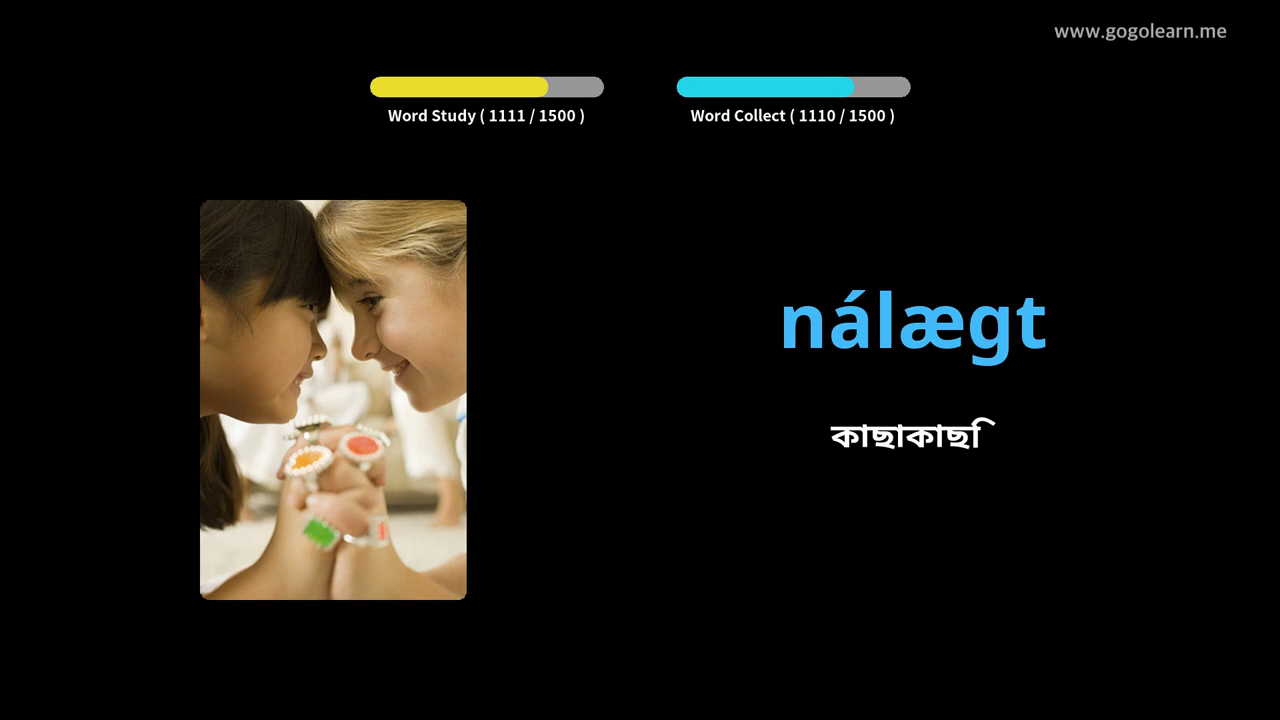 www.gogolearn.me
Word Study ( 1111 / 1500 )
Word Collect ( 1110 / 1500 )
nálægt
কাছাকাছি